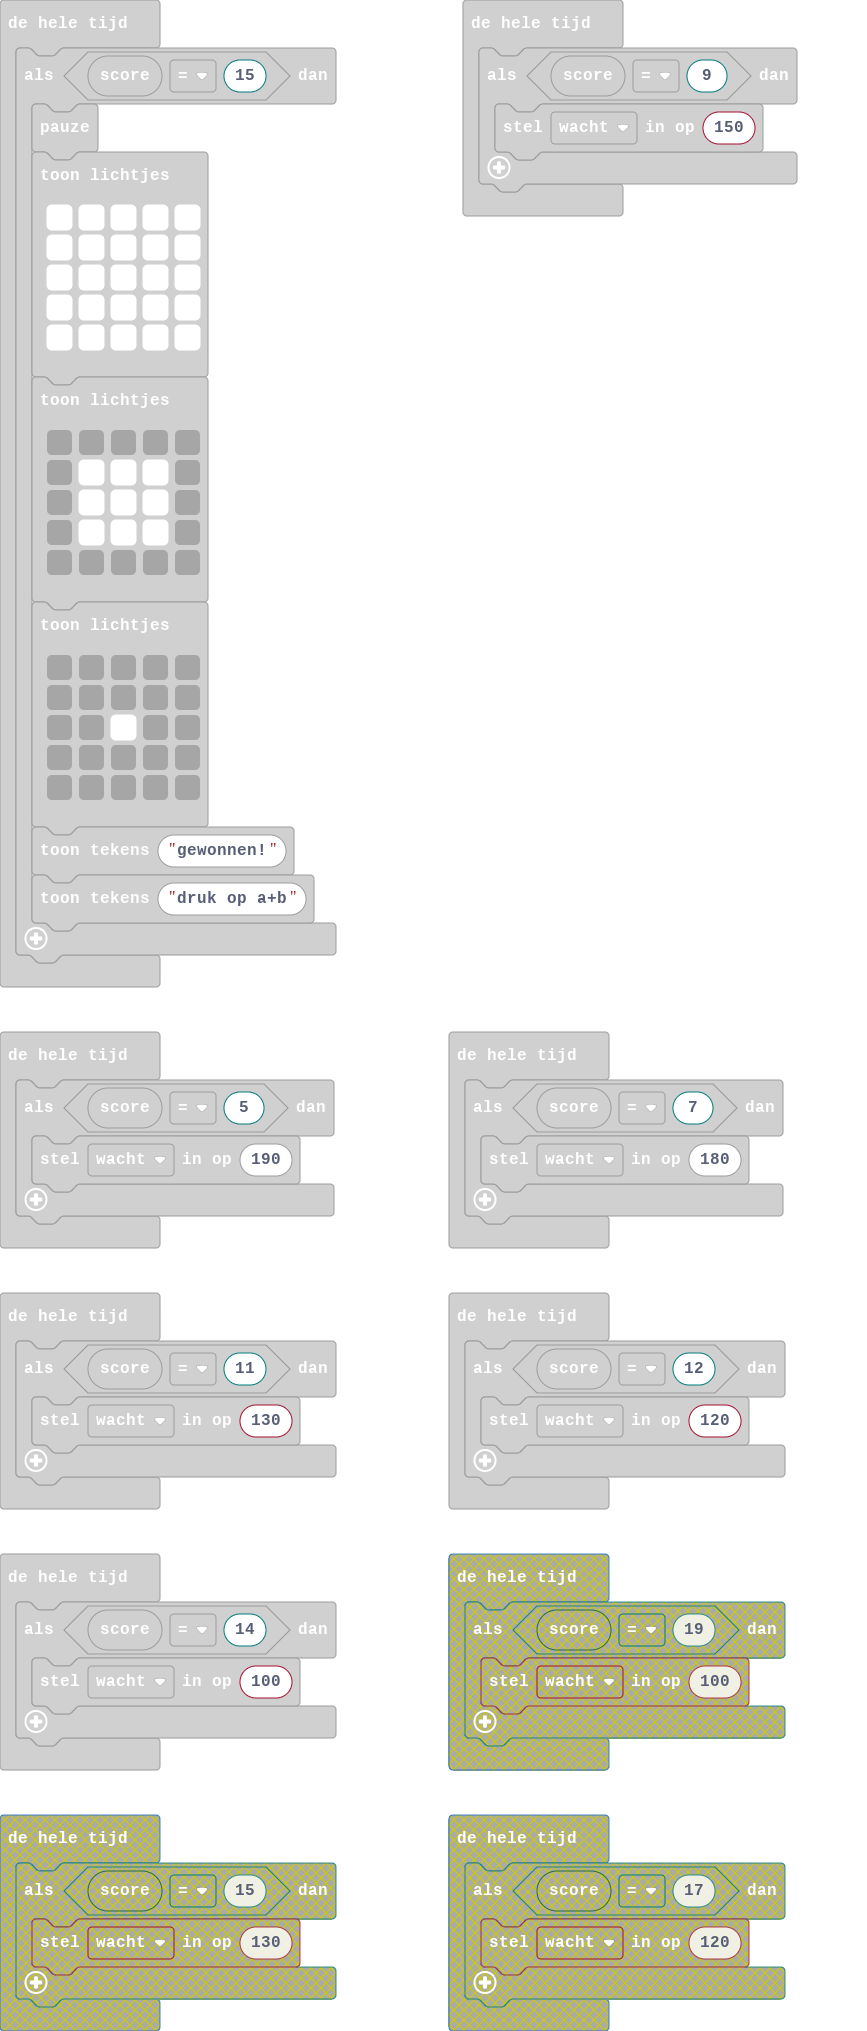 de hele tijd
als score = 15 dan
pauze
toon lichtjes
toon lichtjes
toon lichtjes
toon tekens "gewonnen!"
toon tekens "druk op a+b"
de hele tijd
als score = 9 dan
stel wacht in op 150
de hele tijd
als score = 5 dan
stel wacht in op 190
de hele tijd
als score = 7 dan
stel wacht in op 180
de hele tijd
als score = 11 dan
stel wacht in op 130
de hele tijd
als score = 12 dan
stel wacht in op 120
de hele tijd
als score = 14 dan
stel wacht in op 100
de hele tijd
als score = 19 dan
stel wacht in op 100
de hele tijd
als score = 15 dan
stel wacht in op 130
de hele tijd
als score = 17 dan
stel wacht in op 120